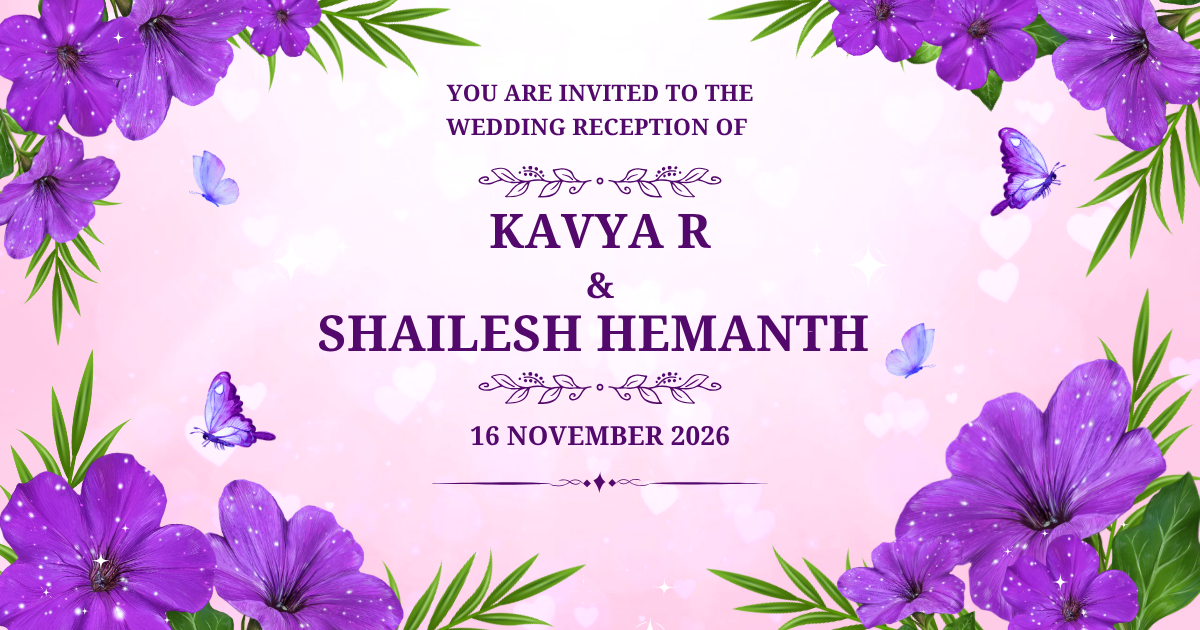 YOU ARE INVITED TO THE
WEDDING RECEPTION OF
KAVYA R
&
SHAILESH HEMANTH
16 NOVEMBER 2026